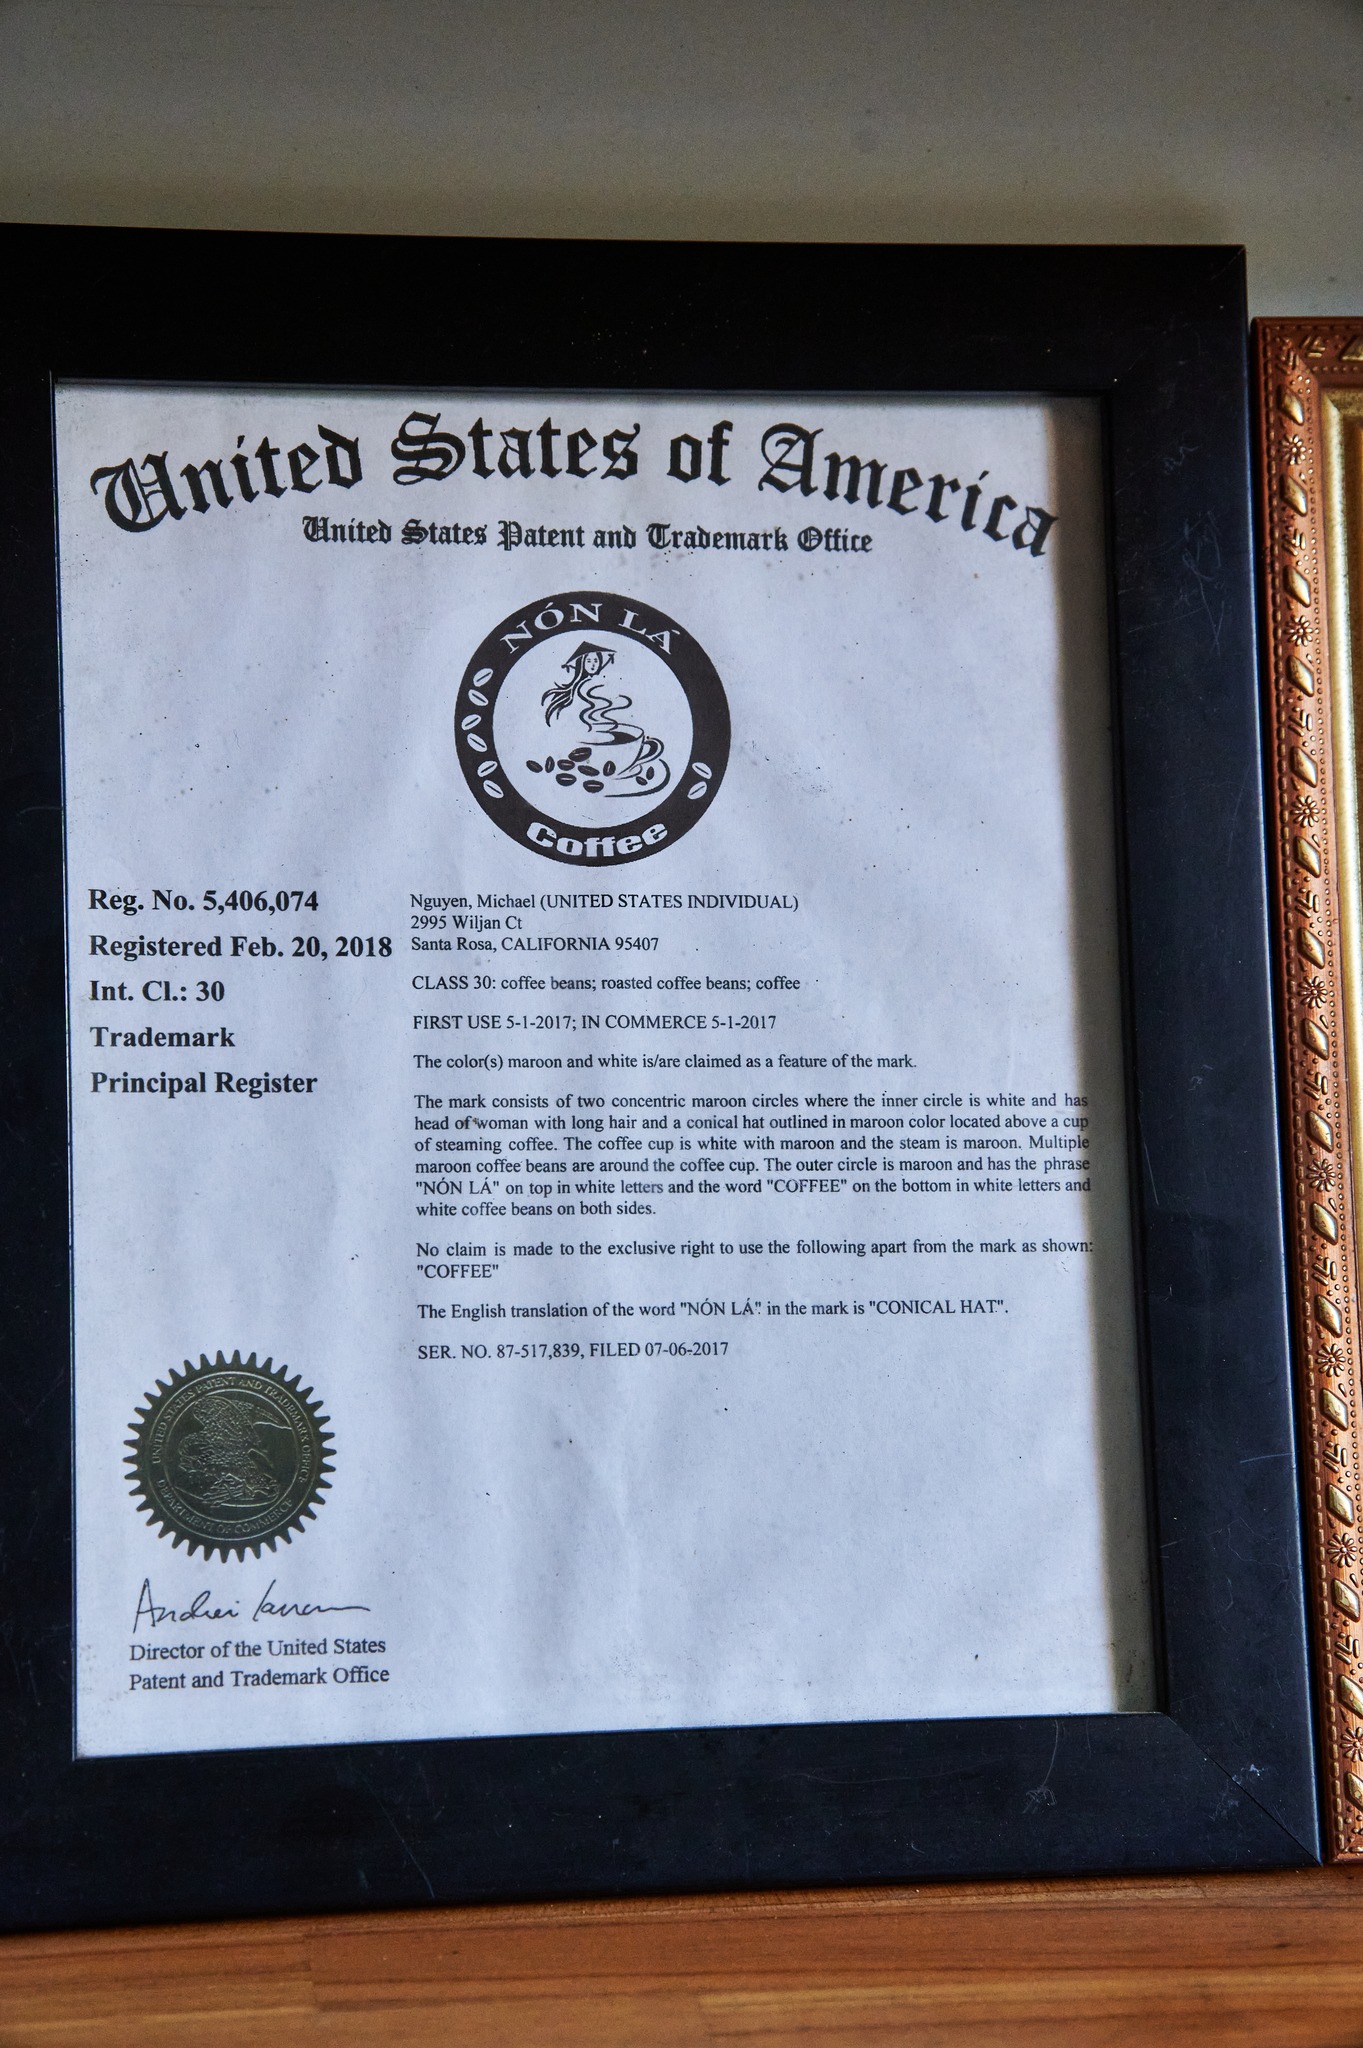 United States of America
United States Patent and Trademark Office
NÓN LÁ
Coffee
Reg. No. 5,406,074
Registered Feb. 20, 2018
Int. Cl.: 30
Trademark
Principal Register
Nguyen, Michael (UNITED STATES INDIVIDUAL)
2995 Wiljan Ct
Santa Rosa, CALIFORNIA 95407
CLASS 30: coffee beans; roasted coffee beans; coffee
FIRST USE 5-1-2017; IN COMMERCE 5-1-2017
The color(s) maroon and white is/are claimed as a feature of the mark.
The mark consists of two concentric maroon circles where the inner circle is white and has
head of woman with long hair and a conical hat outlined in maroon color located above a cup
of steaming coffee. The coffee cup is white with maroon and the steam is maroon. Multiple
maroon coffee beans are around the coffee cup. The outer circle is maroon and has the phrase
"NÓN LÁ" on top in white letters and the word "COFFEE" on the bottom in white letters and
white coffee beans on both sides.
No claim is made to the exclusive right to use the following apart from the mark as shown:
"COFFEE"
The English translation of the word "NÓN LÁ" in the mark is "CONICAL HAT".
SER. NO. 87-517,839, FILED 07-06-2017
UNITED STATES PATENT AND TRADEMARK OFFICE
DEPARTMENT OF COMMERCE
Director of the United States
Patent and Trademark Office